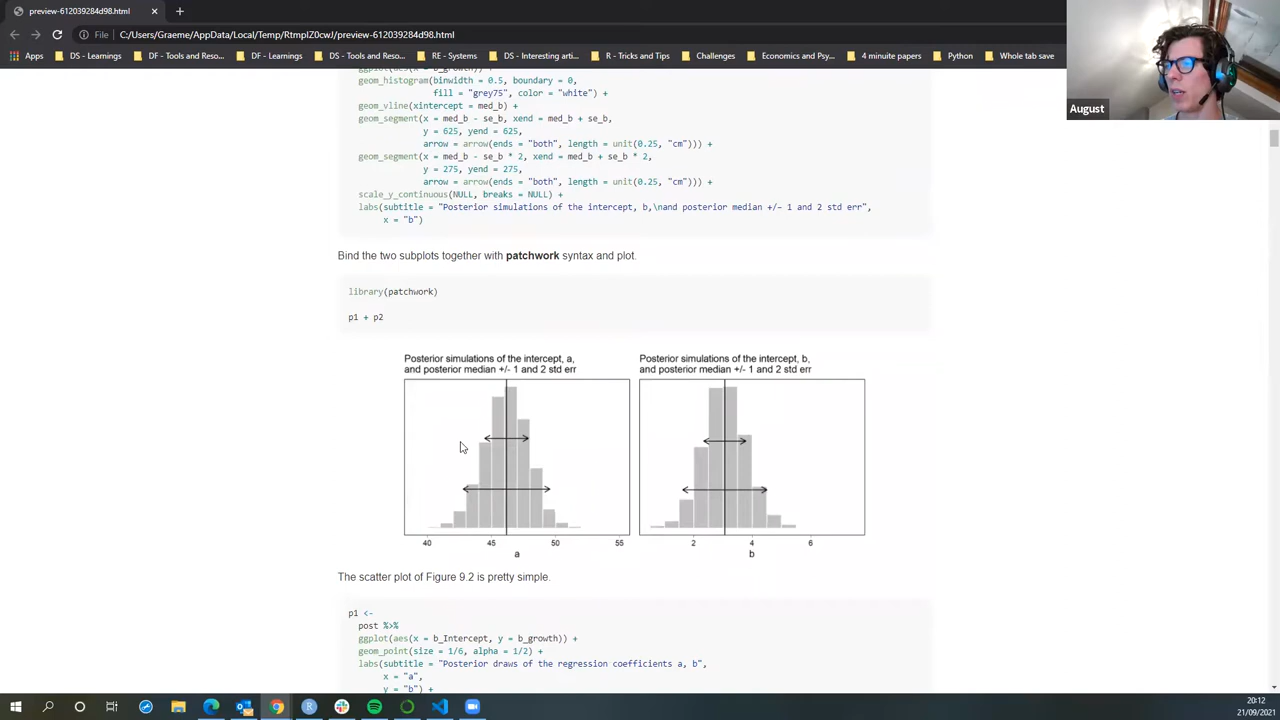 preview-612039284d98.html
File
C:/Users/Graeme/AppData/Local/Temp/RtmpIZ0cwJ/preview-612039284d98.html
Apps
DS - Learnings
DF - Tools and Reso...
DF - Learnings
DS - Tools and Reso...
RE - Systems
DS - Interesting arti...
R - Tricks and Tips
Challenges
Economics and Psy...
4 minuite papers
Python
Whole tab save
August
ggplot(aes(x = b_growth)) +
geom_histogram(binwidth = 0.5, boundary = 0,
fill = "grey75", color = "white") +
geom_vline(xintercept = med_b) +
geom_segment(x = med_b - se_b, xend = med_b + se_b,
y = 625, yend = 625,
arrow = arrow(ends = "both", length = unit(0.25, "cm"))) +
geom_segment(x = med_b - se_b * 2, xend = med_b + se_b * 2,
y = 275, yend = 275,
arrow = arrow(ends = "both", length = unit(0.25, "cm"))) +
scale_y_continuous(NULL, breaks = NULL) +
labs(subtitle = "Posterior simulations of the intercept, b,\nand posterior median +/- 1 and 2 std err",
x = "b")
Bind the two subplots together with patchwork syntax and plot.
library(patchwork)
p1 + p2
Posterior simulations of the intercept, a,
and posterior median +/- 1 and 2 std err
40 45 50 55
a
Posterior simulations of the intercept, b,
and posterior median +/- 1 and 2 std err
2 4 6
b
The scatter plot of Figure 9.2 is pretty simple.
p1 <-
post %>%
ggplot(aes(x = b_Intercept, y = b_growth)) +
geom_point(size = 1/6, alpha = 1/2) +
labs(subtitle = "Posterior draws of the regression coefficients a, b",
x = "a",
y = "b") +
20:12
21/09/2021